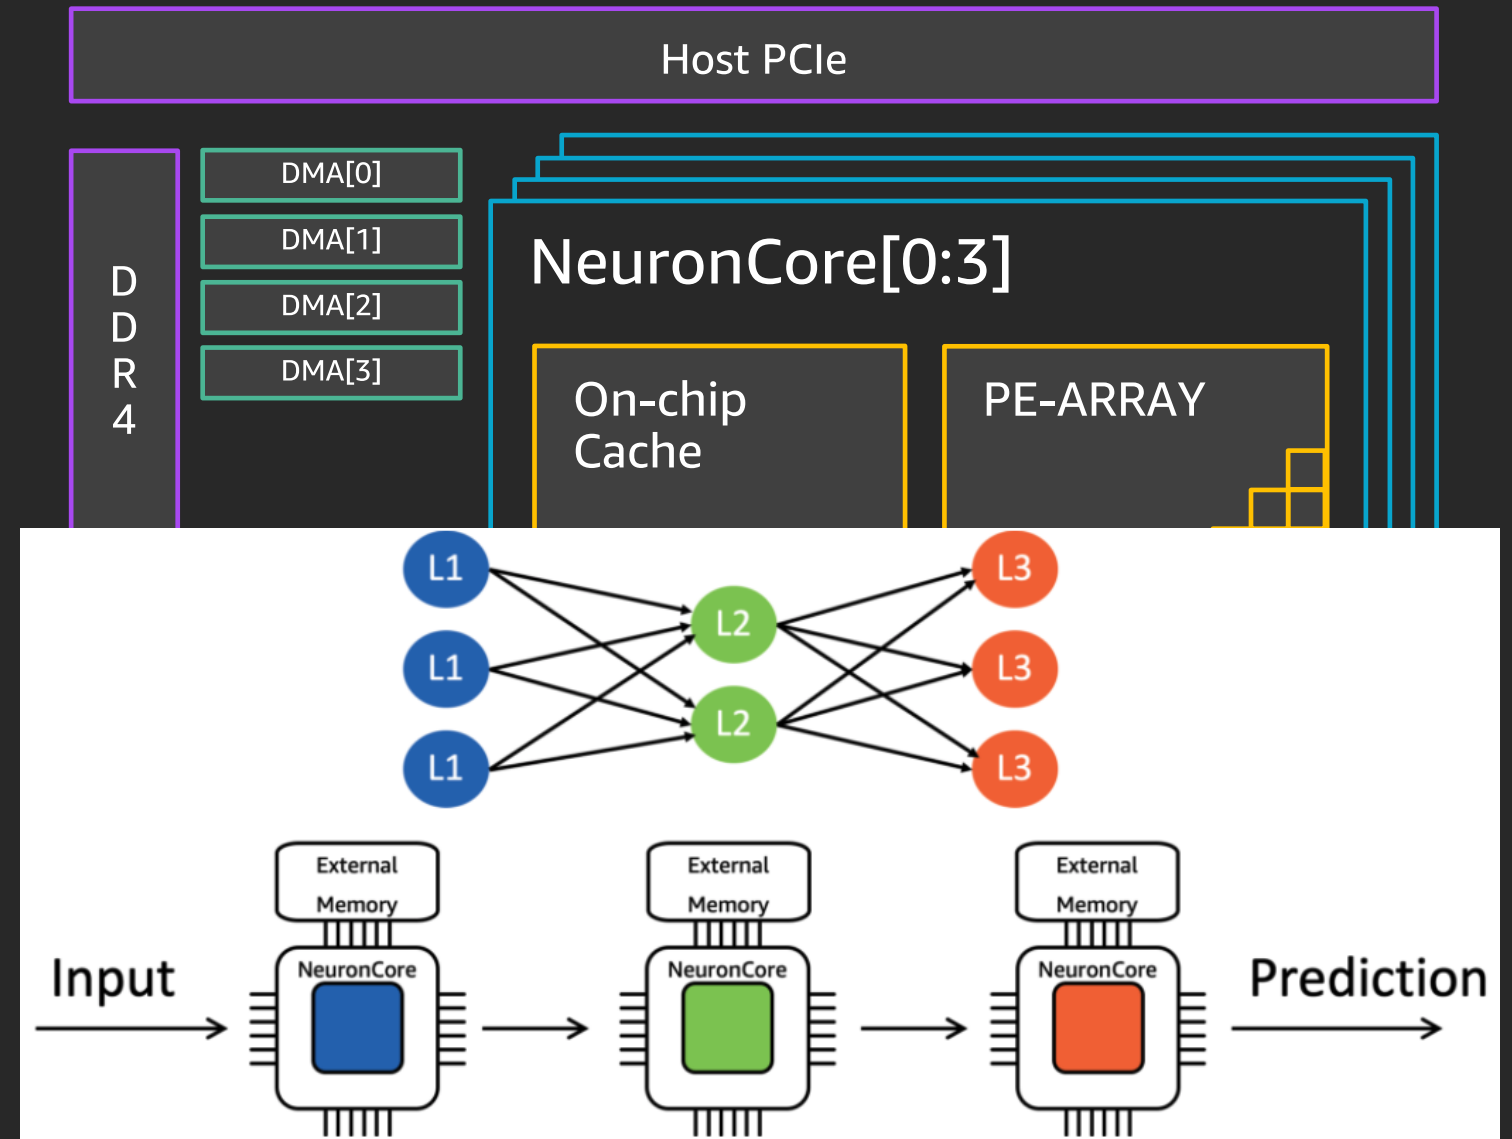 Host PCIe
D
D
R
4
DMA[0]
DMA[1]
DMA[2]
DMA[3]
NeuronCore[0:3]
On-chip
Cache
PE-ARRAY
L1
L2
L3
L1
L2
L3
L1
L3
External
Memory
External
Memory
External
Memory
Input
NeuronCore
NeuronCore
NeuronCore
Prediction